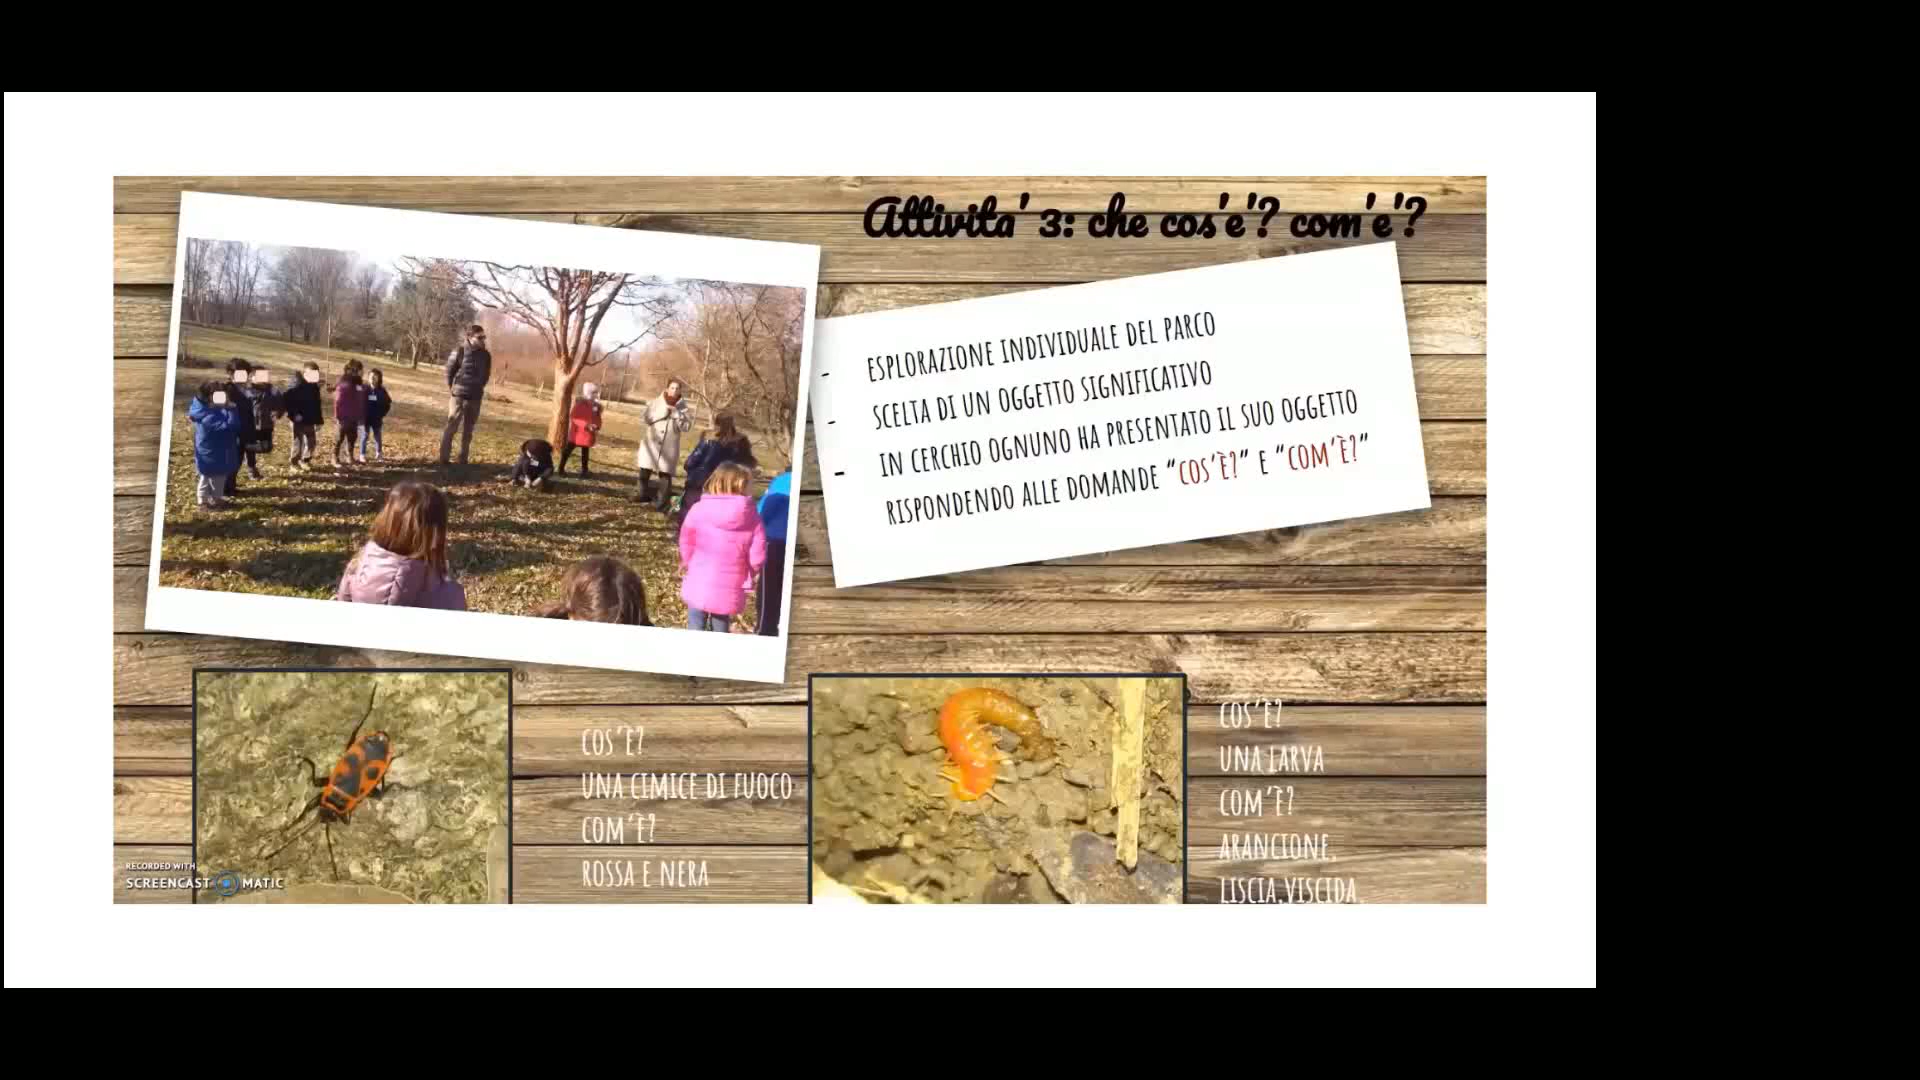 Attivita' 3: che cos'e'? com'e'?
- ESPLORAZIONE INDIVIDUALE DEL PARCO
- SCELTA DI UN OGGETTO SIGNIFICATIVO
- IN CERCHIO OGNUNO HA PRESENTATO IL SUO OGGETTO
RISPONDENDO ALLE DOMANDE “COS’È?” E “COM’È?”
COS’È?
UNA CIMICE DI FUOCO
COM’È?
ROSSA E NERA
COS’È?
UNA LARVA
COM’È?
ARANCIONE,
LISCIA,VISCIDA,
RECORDED WITH
SCREENCAST MATIC